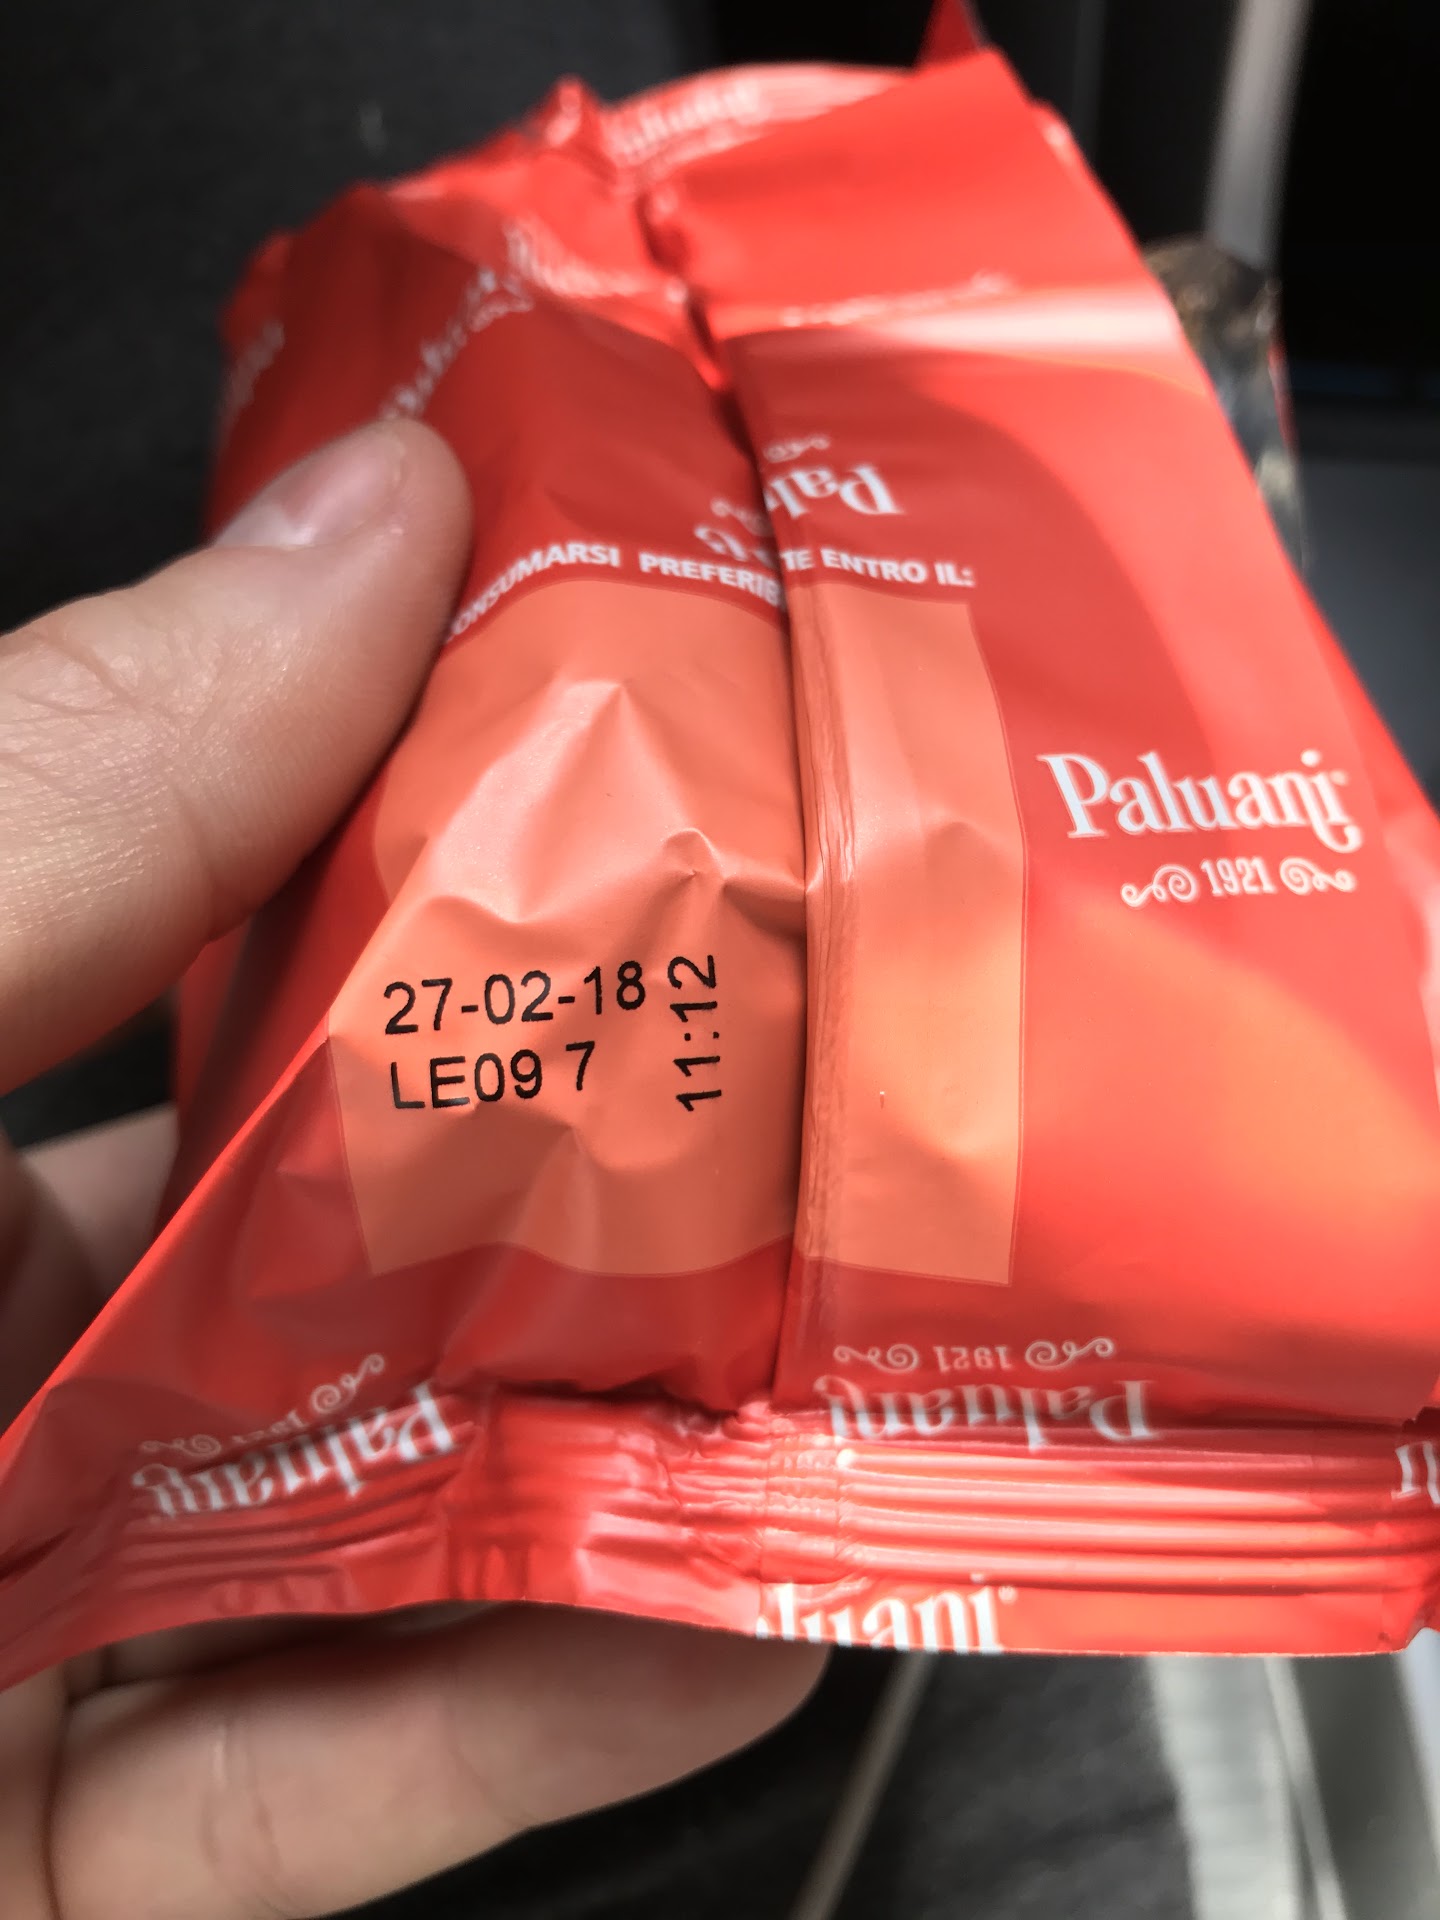 Paluani
CONSUMARSI PREFERIB TE ENTRO IL:
Paluani
1921
27-02-18
LE09 7
11:12
1921
Paluani
1921
Paluani